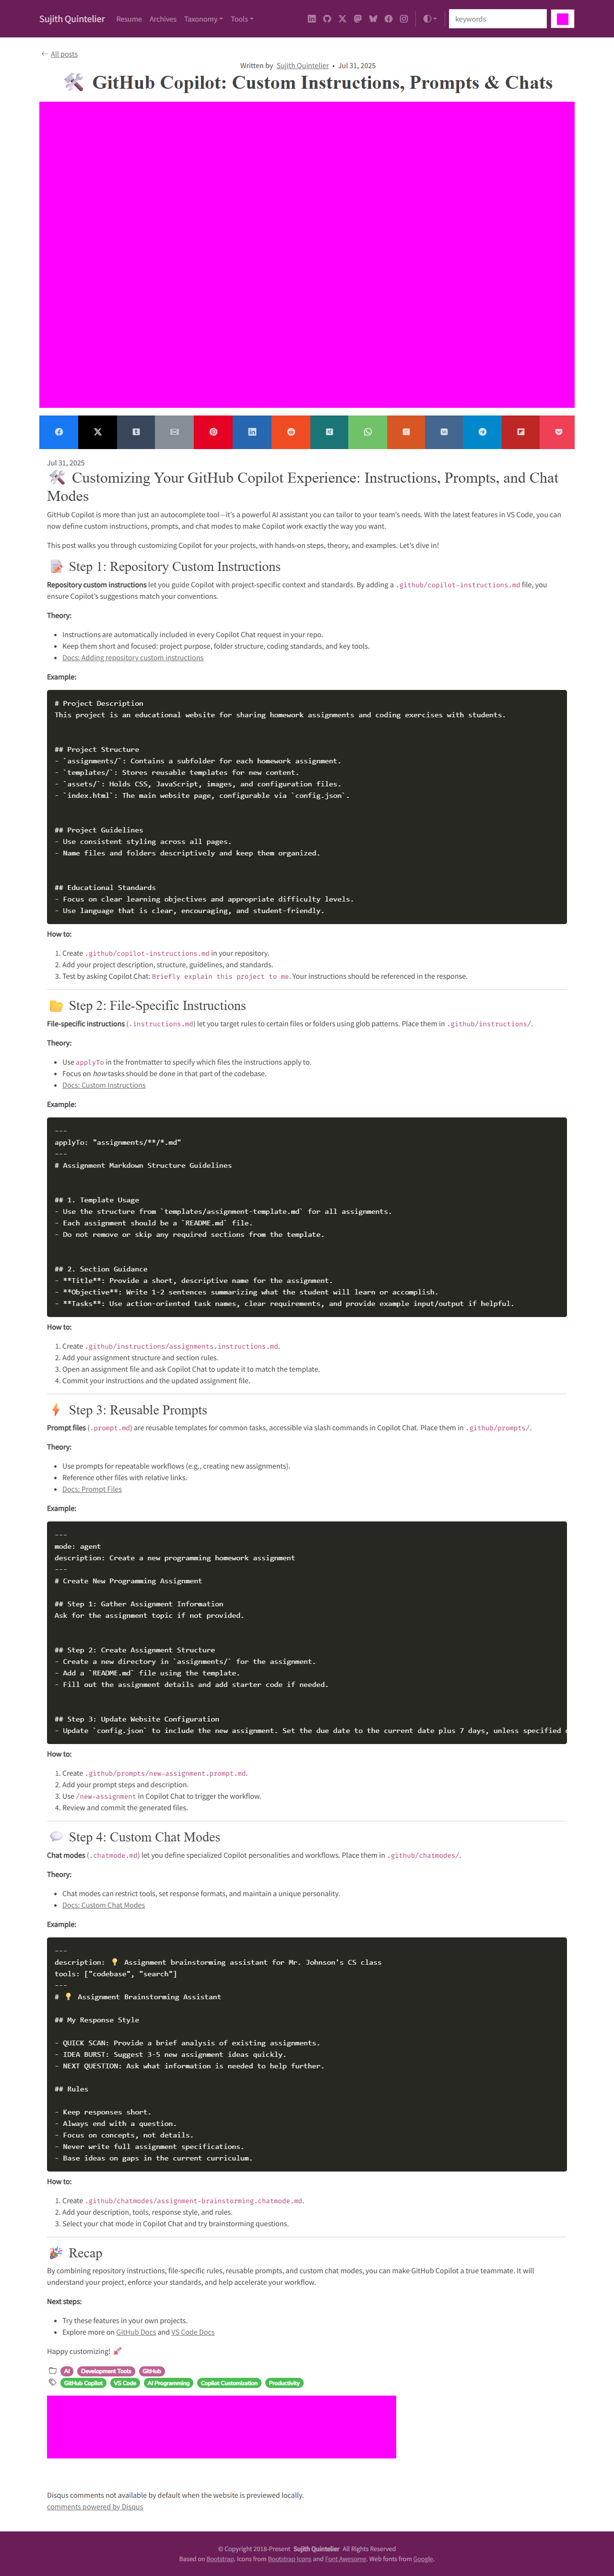 Sujith Quintelier Resume Archives Taxonomy Tools keywords
← All posts
Written by Sujith Quintelier • Jul 31, 2025
🛠️ GitHub Copilot: Custom Instructions, Prompts & Chats
Jul 31, 2025
🛠️ Customizing Your GitHub Copilot Experience: Instructions, Prompts, and Chat
Modes
GitHub Copilot is more than just an autocomplete tool—it's a powerful AI assistant you can tailor to your team's needs. With the latest features in VS Code, you can
now define custom instructions, prompts, and chat modes to make Copilot work exactly the way you want.
This post walks you through customizing Copilot for your projects, with hands-on steps, theory, and examples. Let's dive in!
📝 Step 1: Repository Custom Instructions
Repository custom instructions let you guide Copilot with project-specific context and standards. By adding a .github/copilot-instructions.md file, you
ensure Copilot's suggestions match your conventions.
Theory:
• Instructions are automatically included in every Copilot Chat request in your repo.
• Keep them short and focused: project purpose, folder structure, coding standards, and key tools.
• Docs: Adding repository custom instructions
Example:
# Project Description
This project is an educational website for sharing homework assignments and coding exercises with students.
## Project Structure
- `assignments/`: Contains a subfolder for each homework assignment.
- `templates/`: Stores reusable templates for new content.
- `assets/`: Holds CSS, JavaScript, images, and configuration files.
- `index.html`: The main website page, configurable via `config.json`.
## Project Guidelines
- Use consistent styling across all pages.
- Name files and folders descriptively and keep them organized.
## Educational Standards
- Focus on clear learning objectives and appropriate difficulty levels.
- Use language that is clear, encouraging, and student-friendly.
How to:
1. Create .github/copilot-instructions.md in your repository.
2. Add your project description, structure, guidelines, and standards.
3. Test by asking Copilot Chat: Briefly explain this project to me. Your instructions should be referenced in the response.
📁 Step 2: File-Specific Instructions
File-specific instructions (.instructions.md) let you target rules to certain files or folders using glob patterns. Place them in .github/instructions/.
Theory:
• Use applyTo in the frontmatter to specify which files the instructions apply to.
• Focus on how tasks should be done in that part of the codebase.
• Docs: Custom Instructions
Example:
---
applyTo: "assignments/**/*.md"
---
# Assignment Markdown Structure Guidelines
## 1. Template Usage
- Use the structure from `templates/assignment-template.md` for all assignments.
- Each assignment should be a `README.md` file.
- Do not remove or skip any required sections from the template.
## 2. Section Guidance
- **Title**: Provide a short, descriptive name for the assignment.
- **Objective**: Write 1-2 sentences summarizing what the student will learn or accomplish.
- **Tasks**: Use action-oriented task names, clear requirements, and provide example input/output if helpful.
How to:
1. Create .github/instructions/assignments.instructions.md.
2. Add your assignment structure and section rules.
3. Open an assignment file and ask Copilot Chat to update it to match the template.
4. Commit your instructions and the updated assignment file.
⚡ Step 3: Reusable Prompts
Prompt files (.prompt.md) are reusable templates for common tasks, accessible via slash commands in Copilot Chat. Place them in .github/prompts/.
Theory:
• Use prompts for repeatable workflows (e.g., creating new assignments).
• Reference other files with relative links.
• Docs: Prompt Files
Example:
---
mode: agent
description: Create a new programming homework assignment
---
# Create New Programming Assignment
## Step 1: Gather Assignment Information
Ask for the assignment topic if not provided.
## Step 2: Create Assignment Structure
- Create a new directory in `assignments/` for the assignment.
- Add a `README.md` file using the template.
- Fill out the assignment details and add starter code if needed.
## Step 3: Update Website Configuration
- Update `config.json` to include the new assignment. Set the due date to the current date plus 7 days, unless specified
How to:
1. Create .github/prompts/new-assignment.prompt.md.
2. Add your prompt steps and description.
3. Use /new-assignment in Copilot Chat to trigger the workflow.
4. Review and commit the generated files.
💬 Step 4: Custom Chat Modes
Chat modes (.chatmode.md) let you define specialized Copilot personalities and workflows. Place them in .github/chatmodes/.
Theory:
• Chat modes can restrict tools, set response formats, and maintain a unique personality.
• Docs: Custom Chat Modes
Example:
---
description: 💡 Assignment brainstorming assistant for Mr. Johnson's CS class
tools: ["codebase", "search"]
---
# 💡 Assignment Brainstorming Assistant
## My Response Style
- QUICK SCAN: Provide a brief analysis of existing assignments.
- IDEA BURST: Suggest 3-5 new assignment ideas quickly.
- NEXT QUESTION: Ask what information is needed to help further.
## Rules
- Keep responses short.
- Always end with a question.
- Focus on concepts, not details.
- Never write full assignment specifications.
- Base ideas on gaps in the current curriculum.
How to:
1. Create .github/chatmodes/assignment-brainstorming.chatmode.md.
2. Add your description, tools, response style, and rules.
3. Select your chat mode in Copilot Chat and try brainstorming questions.
🎉 Recap
By combining repository instructions, file-specific rules, reusable prompts, and custom chat modes, you can make GitHub Copilot a true teammate. It will
understand your project, enforce your standards, and help accelerate your workflow.
Next steps:
• Try these features in your own projects.
• Explore more on GitHub Docs and VS Code Docs
Happy customizing! 🚀
AI Development Tools GitHub
GitHub Copilot VS Code AI Programming Copilot Customization Productivity
Disqus comments not available by default when the website is previewed locally.
comments powered by Disqus
© Copyright 2018-Present Sujith Quintelier All Rights Reserved
Based on Bootstrap. Icons from Bootstrap Icons and Font Awesome. Web fonts from Google.